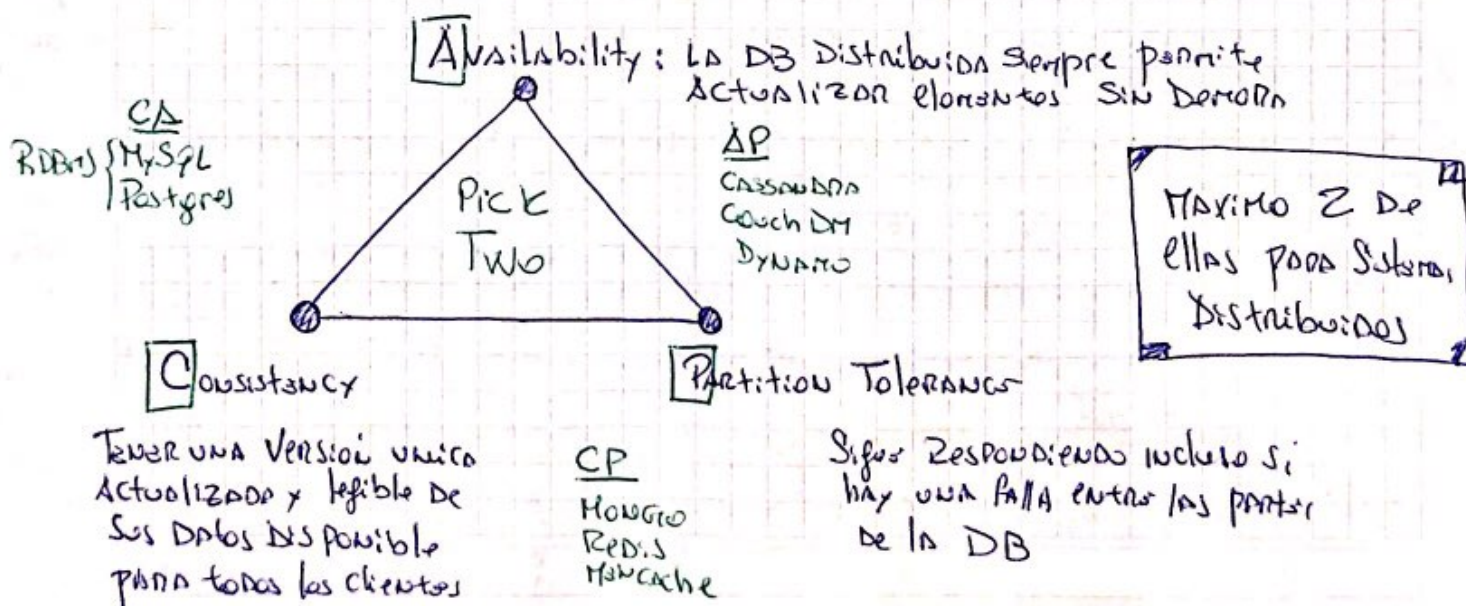 Availability: La DB Distribuida siempre permite
Actualizar elementos sin Demora
CA
RDBMS { MySQL
Postgres
Pick
Two
AP
Cassandra
CouchDM
Dynamo
Maximo 2 De
ellas para Sistemas
Distribuidos
Consistency
Partition Tolerance
Tener una Versión unica
Actualizada y legible De
Sus Datos Disponible
para todos los clientes
CP
Mongo
Redis
Memcache
Sigue Respondiendo incluso si
hay una falla entre las partes
De la DB